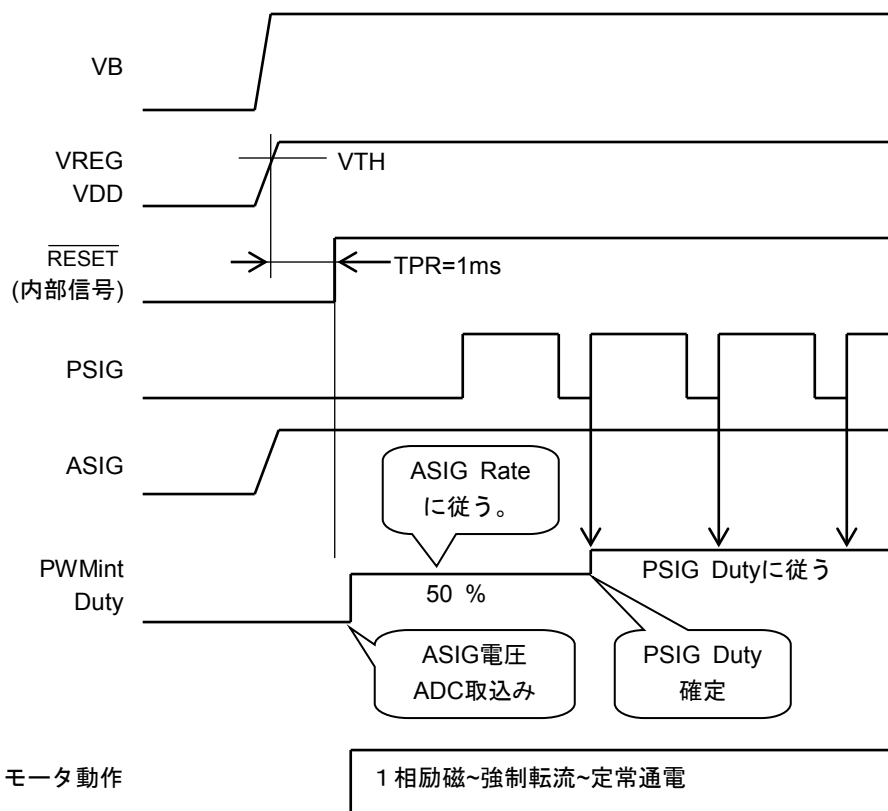 VB
VREG
VDD
VTH
RESET
(内部信号)
TPR=1ms
PSIG
ASIG
ASIG Rate
に従う。
PWMint
Duty
50 %
PSIG Dutyに従う
ASIG電圧
ADC取込み
PSIG Duty
確定
モータ動作
1相励磁~強制転流~定常通電